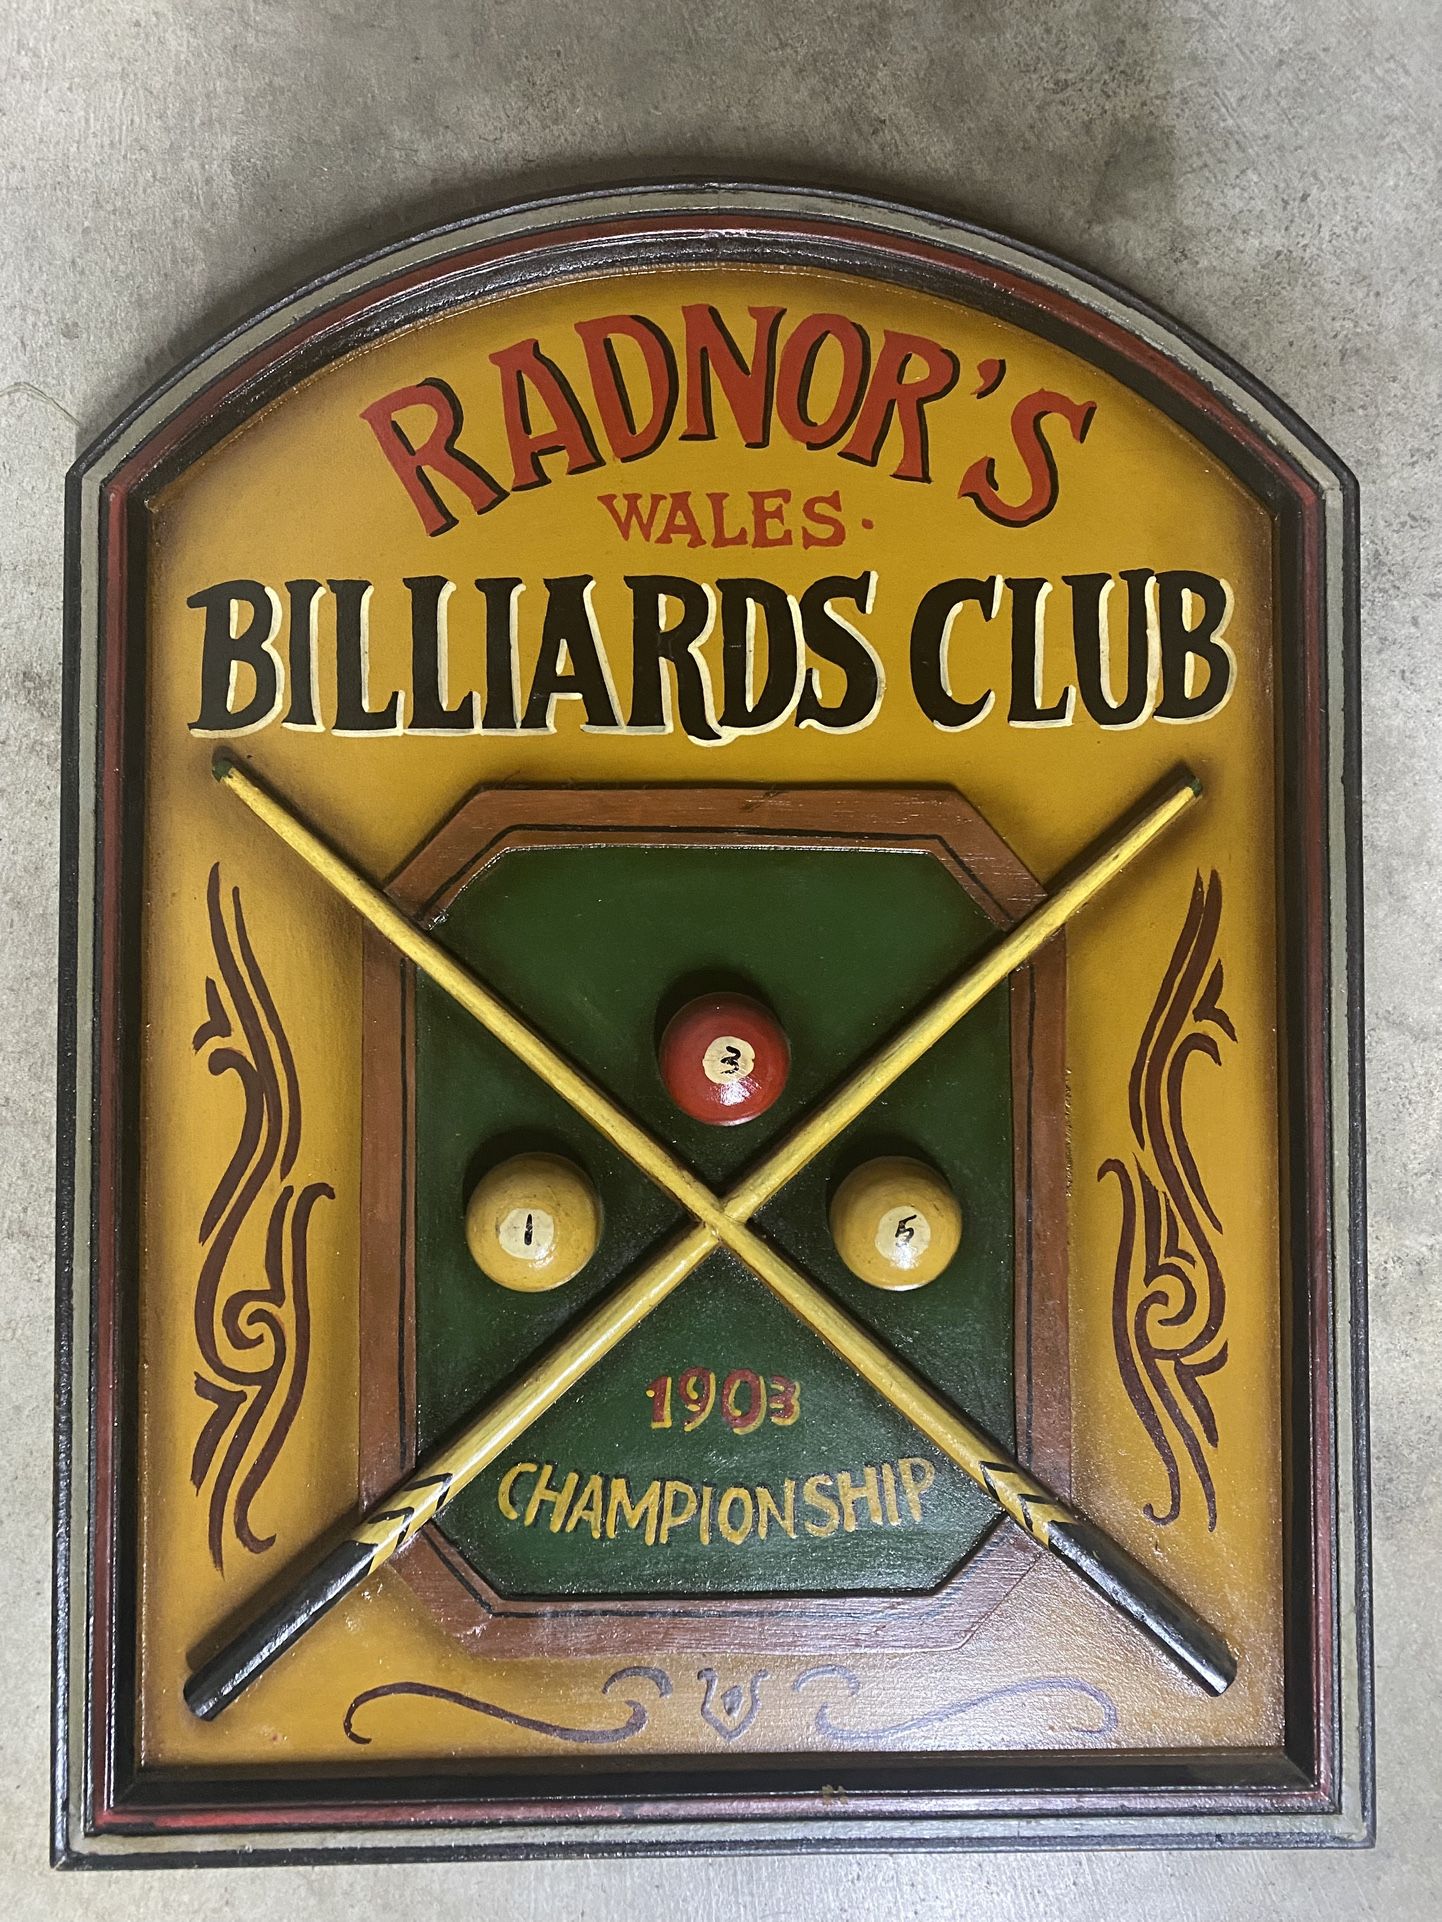 RADNOR'S
WALES.
BILLIARDS CLUB
3
1
5
1903
CHAMPIONSHIP